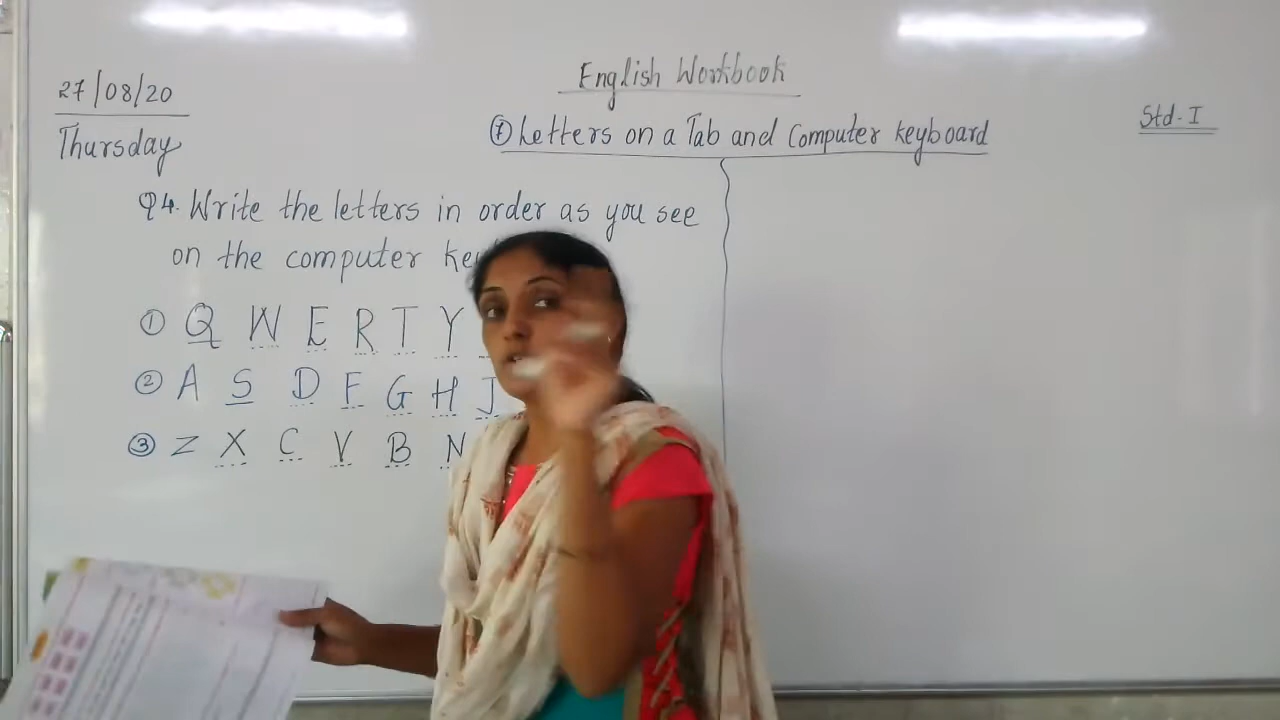 English Workbook
27/08/20
Thursday
Std-I
① Letters on a Tab and Computer keyboard
Q4. Write the letters in order as you see
on the computer
① Q W E R T Y
② A S D F G H J
③ Z X C V B N